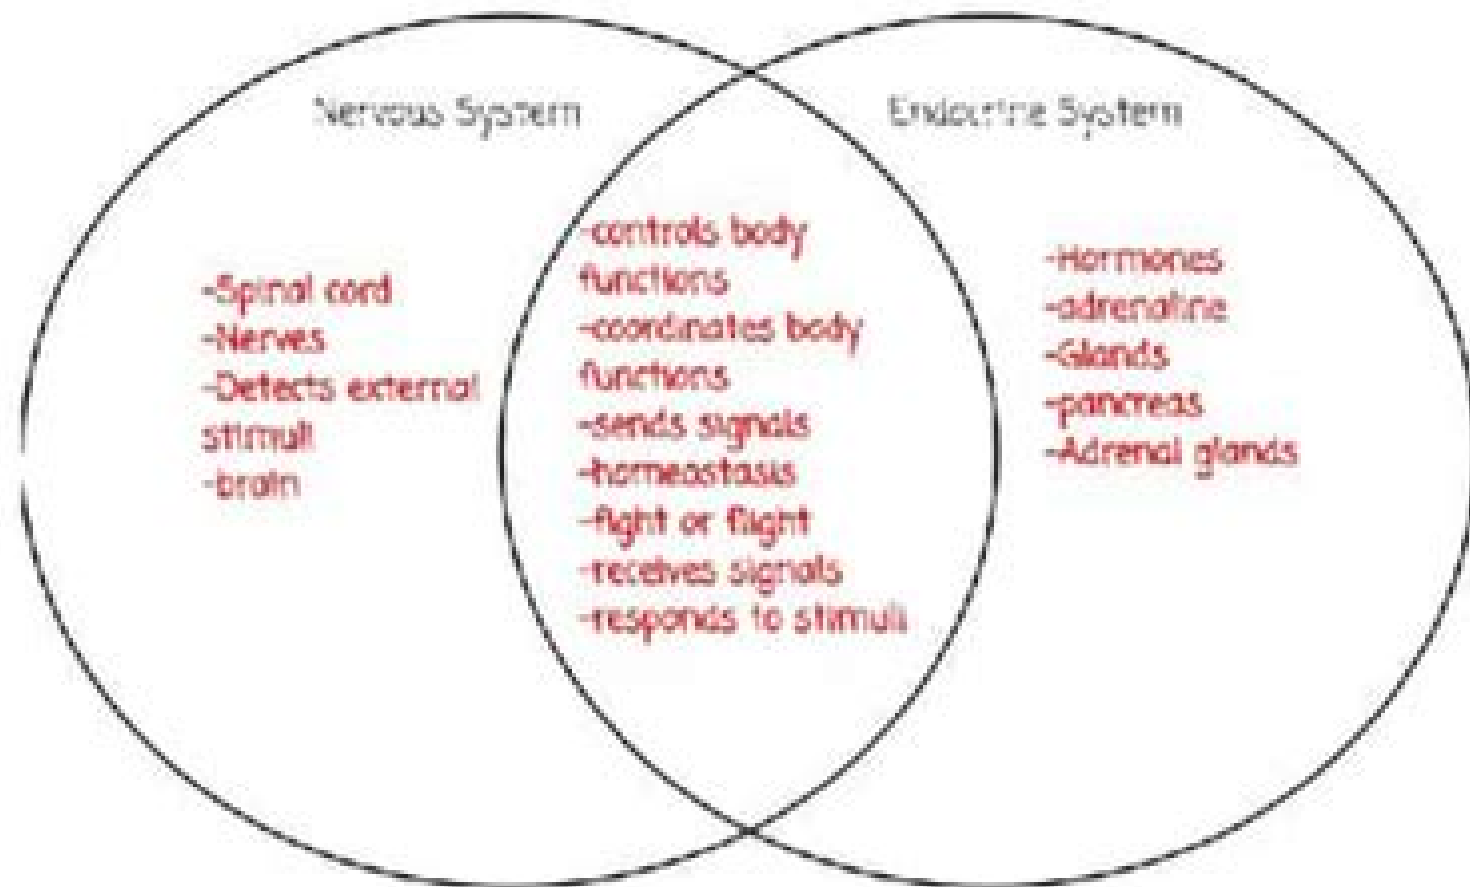 Nervous System
Endocrine System
-Spinal cord
-Nerves
-Detects external
stimuli
-brain
-controls body
functions
-coordinates body
functions
-sends signals
-homeostasis
-fight or flight
-receives signals
-responds to stimuli
-Hormones
-adrenaline
-Glands
-pancreas
-Adrenal glands